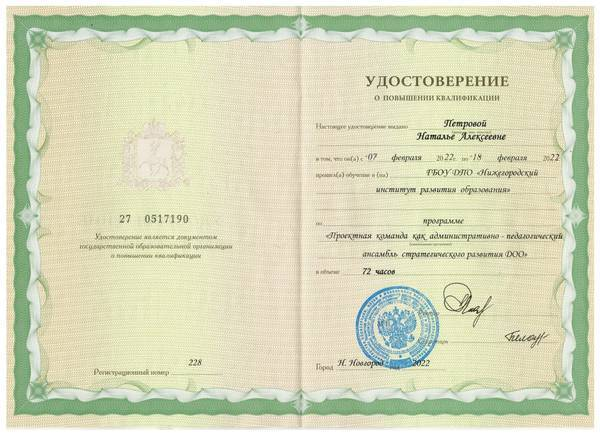 27 0517190
Удостоверение является документом
государственной образовательной организации
о повышении квалификации
228
Регистрационный номер
УДОСТОВЕРЕНИЕ
О ПОВЫШЕНИИ КВАЛИФИКАЦИИ
Настоящее удостоверение выдано Петровой
Наталье Алексеевне
в том, что он(а) с «07 февраля 2022г. по «18 февраля 2022
прошел(а) обучение в (на) ГБОУ ДПО «Нижегородский
институт развития образования»
по программе
«Проектная команда как административно - педагогический
ансамбль стратегического развития ДОО»
в объеме 72 часов
Город Н. Новгород год 2022